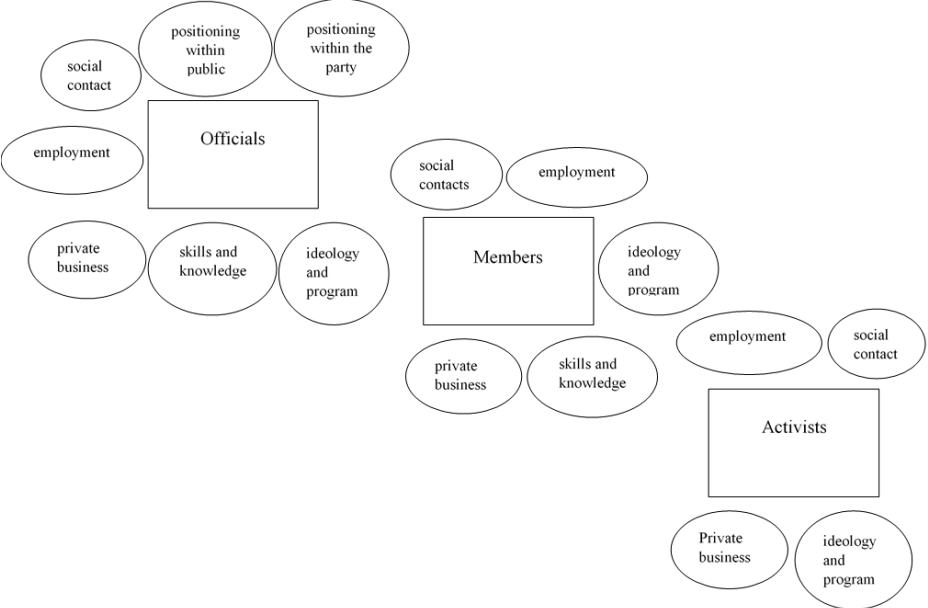 positioning
within
public
positioning
within the
party
social
contact
Officials
employment
private
business
skills and
knowledge
ideology
and
program
social
contacts
employment
Members
ideology
and
program
private
business
skills and
knowledge
employment
social
contact
Activists
Private
business
ideology
and
program